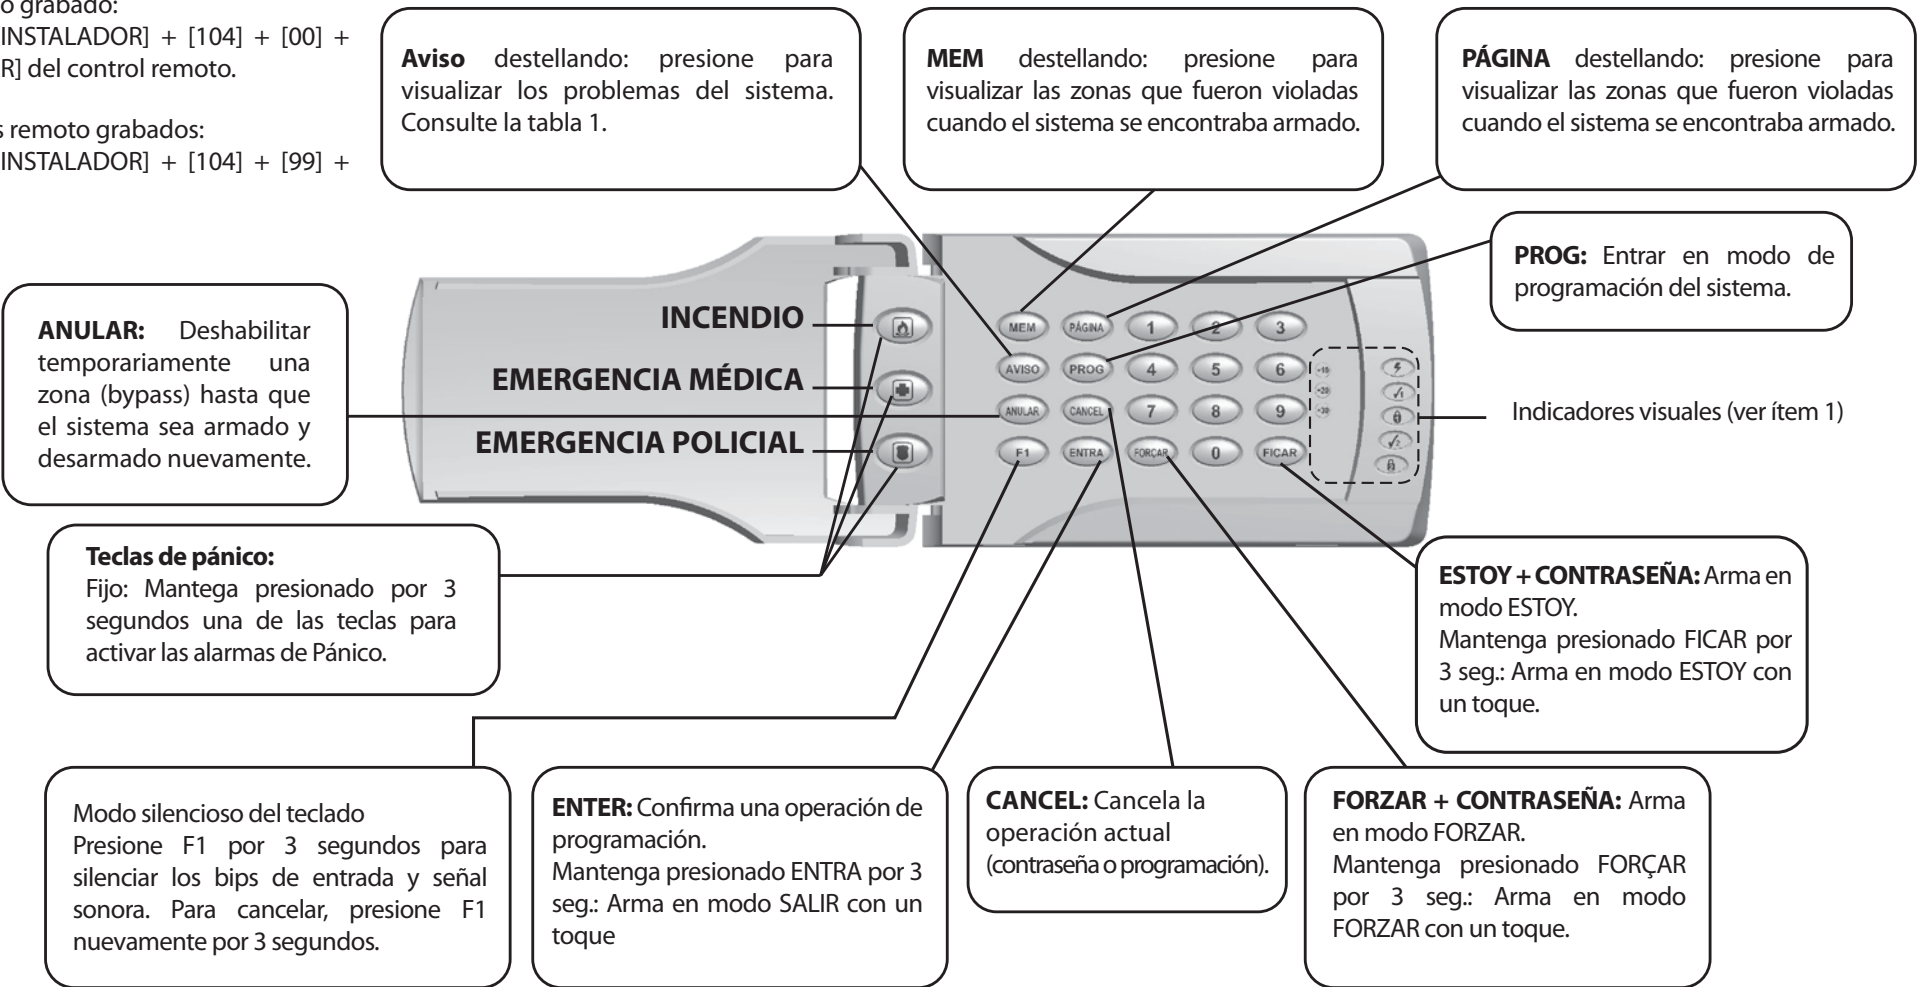 o grabado:
INSTALADOR] + [104] + [00] +
R] del control remoto.
s remoto grabados:
INSTALADOR] + [104] + [99] +
Aviso destellando: presione para
visualizar los problemas del sistema.
Consulte la tabla 1.
MEM destellando: presione para
visualizar las zonas que fueron violadas
cuando el sistema se encontraba armado.
PÁGINA destellando: presione para
visualizar las zonas que fueron violadas
cuando el sistema se encontraba armado.
PROG: Entrar en modo de
programación del sistema.
ANULAR: Deshabilitar
temporariamente una
zona (bypass) hasta que
el sistema sea armado y
desarmado nuevamente.
INCENDIO
EMERGENCIA MÉDICA
EMERGENCIA POLICIAL
MEM PÁGINA 1 2 3
AVISO PROG 4 5 6
ANULAR CANCEL 7 8 9
F1 ENTRA FORÇAR 0 FICAR
+10
+20
+30
Indicadores visuales (ver ítem 1)
Teclas de pánico:
Fijo: Mantega presionado por 3
segundos una de las teclas para
activar las alarmas de Pánico.
ESTOY + CONTRASEÑA: Arma en
modo ESTOY.
Mantenga presionado FICAR por
3 seg.: Arma en modo ESTOY con
un toque.
Modo silencioso del teclado
Presione F1 por 3 segundos para
silenciar los bips de entrada y señal
sonora. Para cancelar, presione F1
nuevamente por 3 segundos.
ENTER: Confirma una operación de
programación.
Mantenga presionado ENTRA por 3
seg.: Arma en modo SALIR con un
toque
CANCEL: Cancela la
operación actual
(contraseña o programación).
FORZAR + CONTRASEÑA: Arma
en modo FORZAR.
Mantenga presionado FORÇAR
por 3 seg.: Arma en modo
FORZAR con un toque.